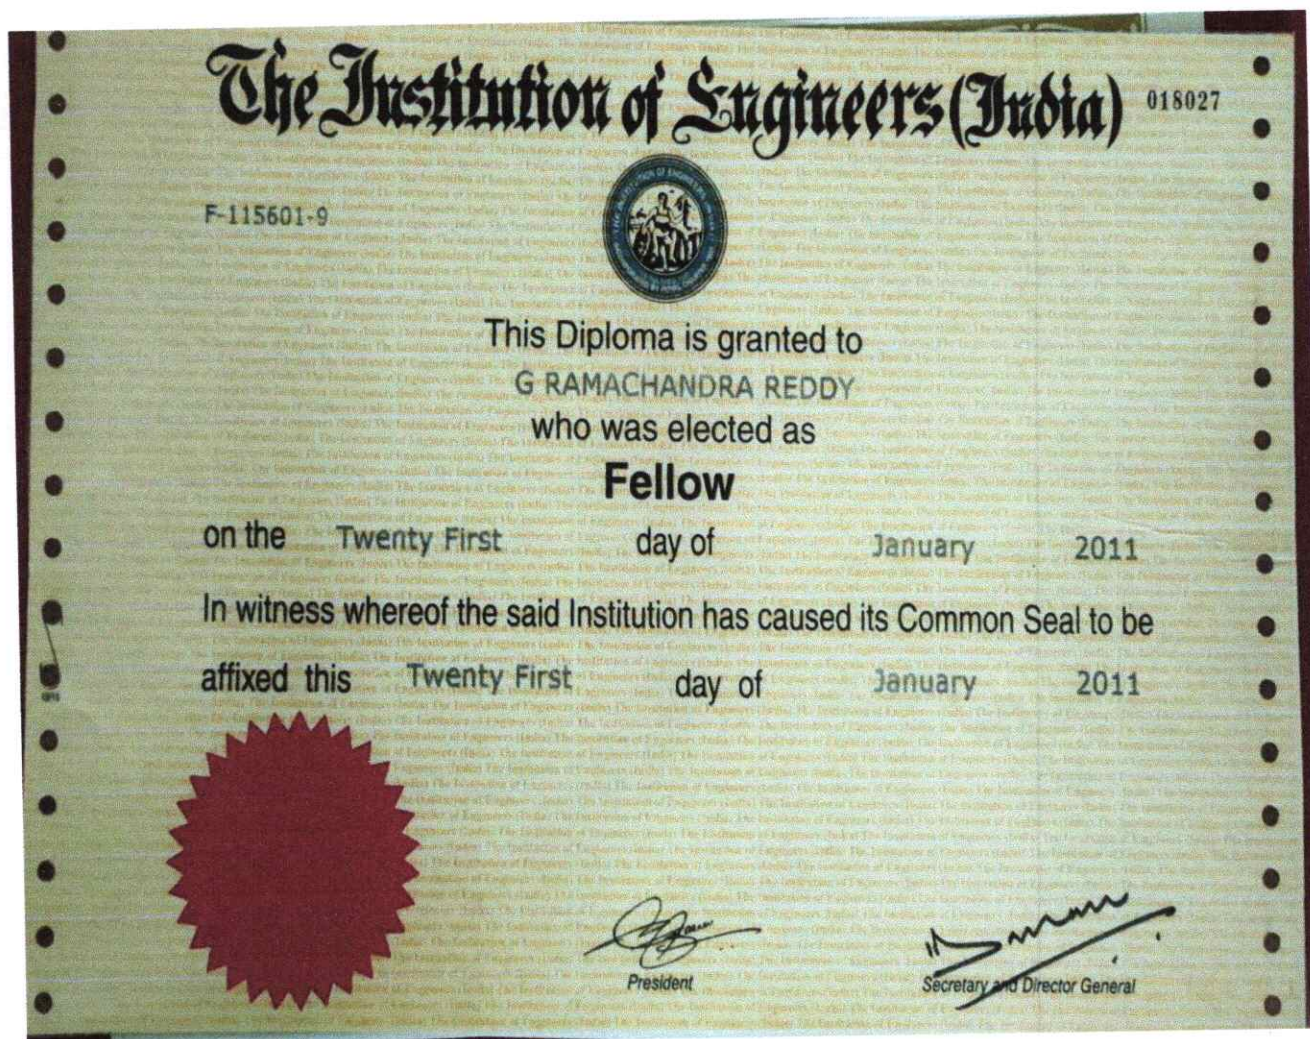 The Institution of Engineers (India) 018027
F-115601-9
This Diploma is granted to
G RAMACHANDRA REDDY
who was elected as
Fellow
on the Twenty First day of January 2011
In witness whereof the said Institution has caused its Common Seal to be
affixed this Twenty First day of January 2011
President
Secretary and Director General